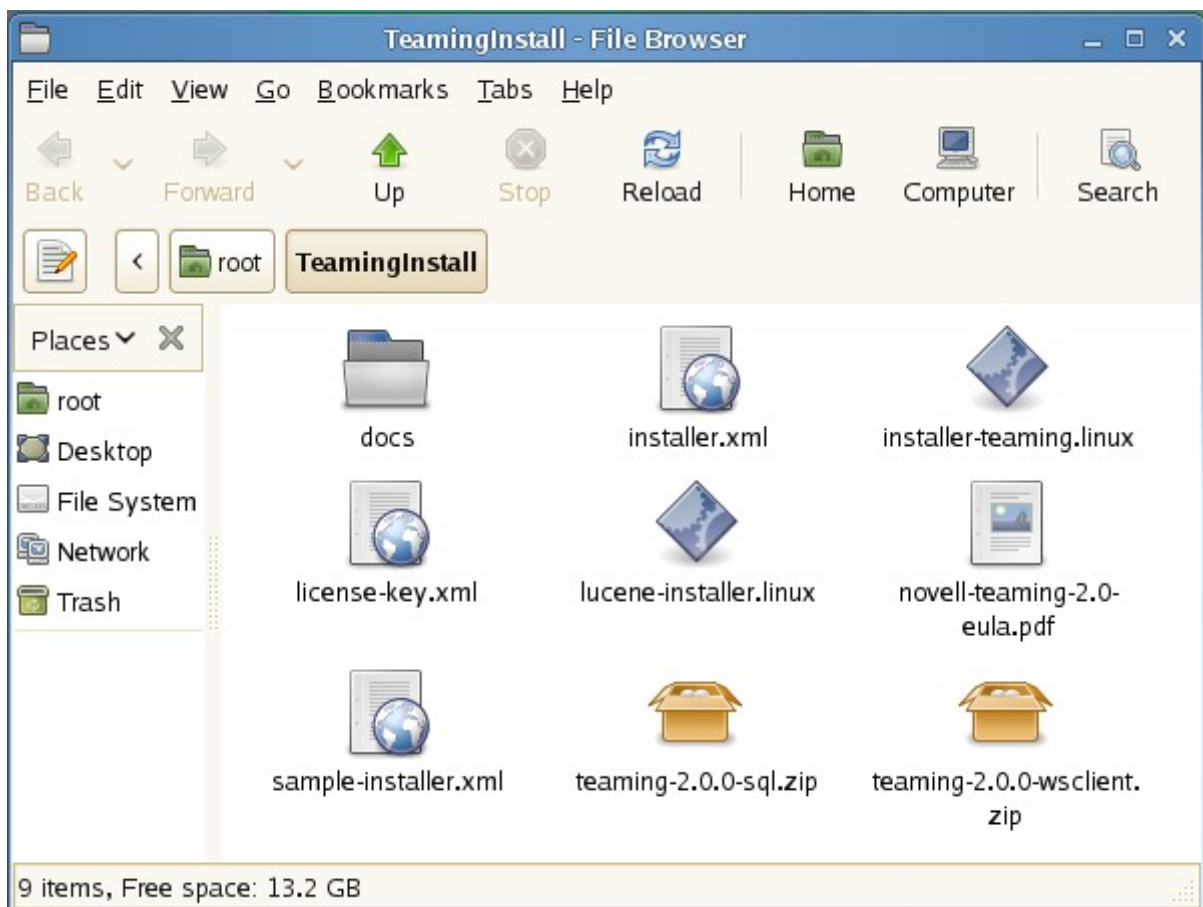 TeamingInstall - File Browser
File Edit View Go Bookmarks Tabs Help
Back Forward Up Stop Reload Home Computer Search
root TeamingInstall
Places
root
Desktop
File System
Network
Trash
docs installer.xml installer-teaming.linux
license-key.xml lucene-installer.linux novell-teaming-2.0-
eula.pdf
sample-installer.xml teaming-2.0.0-sql.zip teaming-2.0.0-wsclient.
zip
9 items, Free space: 13.2 GB